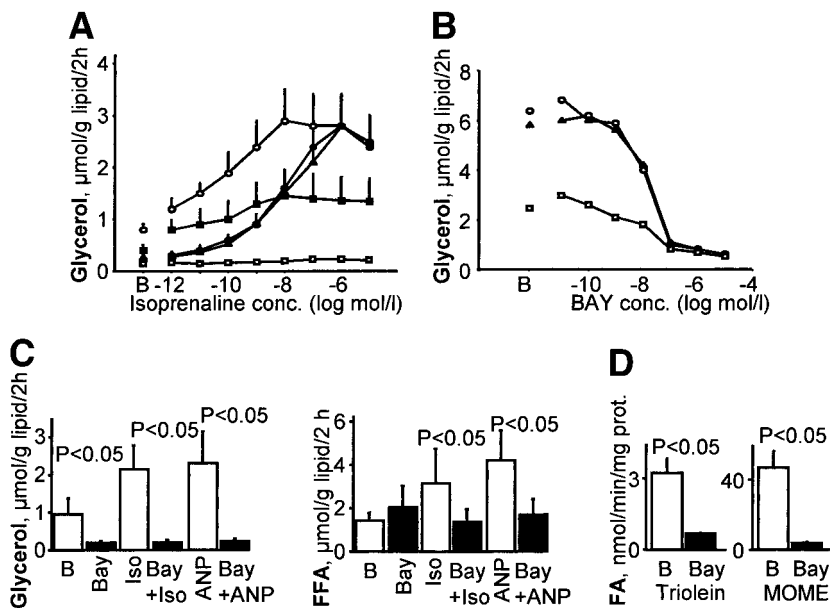 A
Glycerol, μmol/g lipid/2h
4
3
2
1
0
B -12 -10 -8 -6
Isoprenaline conc. (log mol/l)
B
Glycerol, μmol/g lipid/2h
8
6
4
2
0
B -10 -8 -6 -4
BAY conc. (log mol/l)
C
Glycerol, μmol/g lipid/2h
3
2
1
0
P<0.05
P<0.05
P<0.05
B Bay Iso Bay +Iso ANP Bay +ANP
FFA, μmol/g lipid/2 h
6
4
2
0
P<0.05
P<0.05
B Bay Iso Bay +Iso ANP Bay +ANP
D
FA, nmol/min/mg prot.
3
0
P<0.05
B Bay
Triolein
40
0
P<0.05
B Bay
MOME